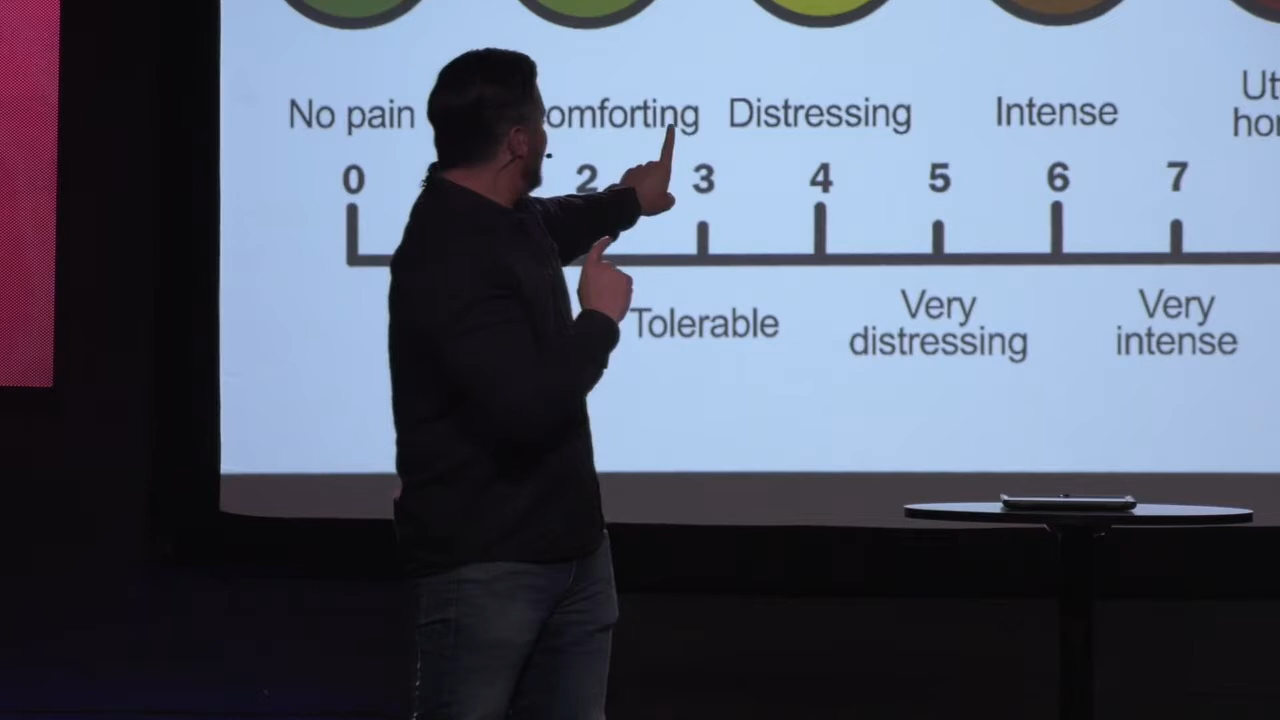 No pain omforting Distressing Intense Ut
hor
0 2 3 4 5 6 7
Tolerable Very distressing Very intense